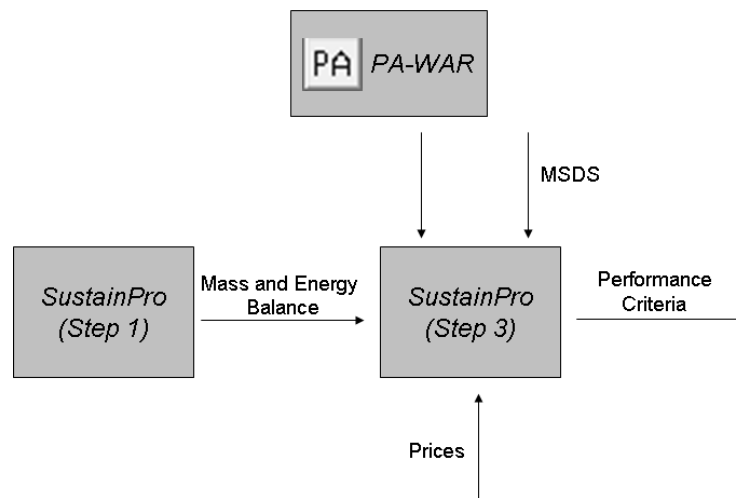 PA PA-WAR
MSDS
SustainPro
(Step 1)
Mass and Energy
Balance
SustainPro
(Step 3)
Performance
Criteria
Prices